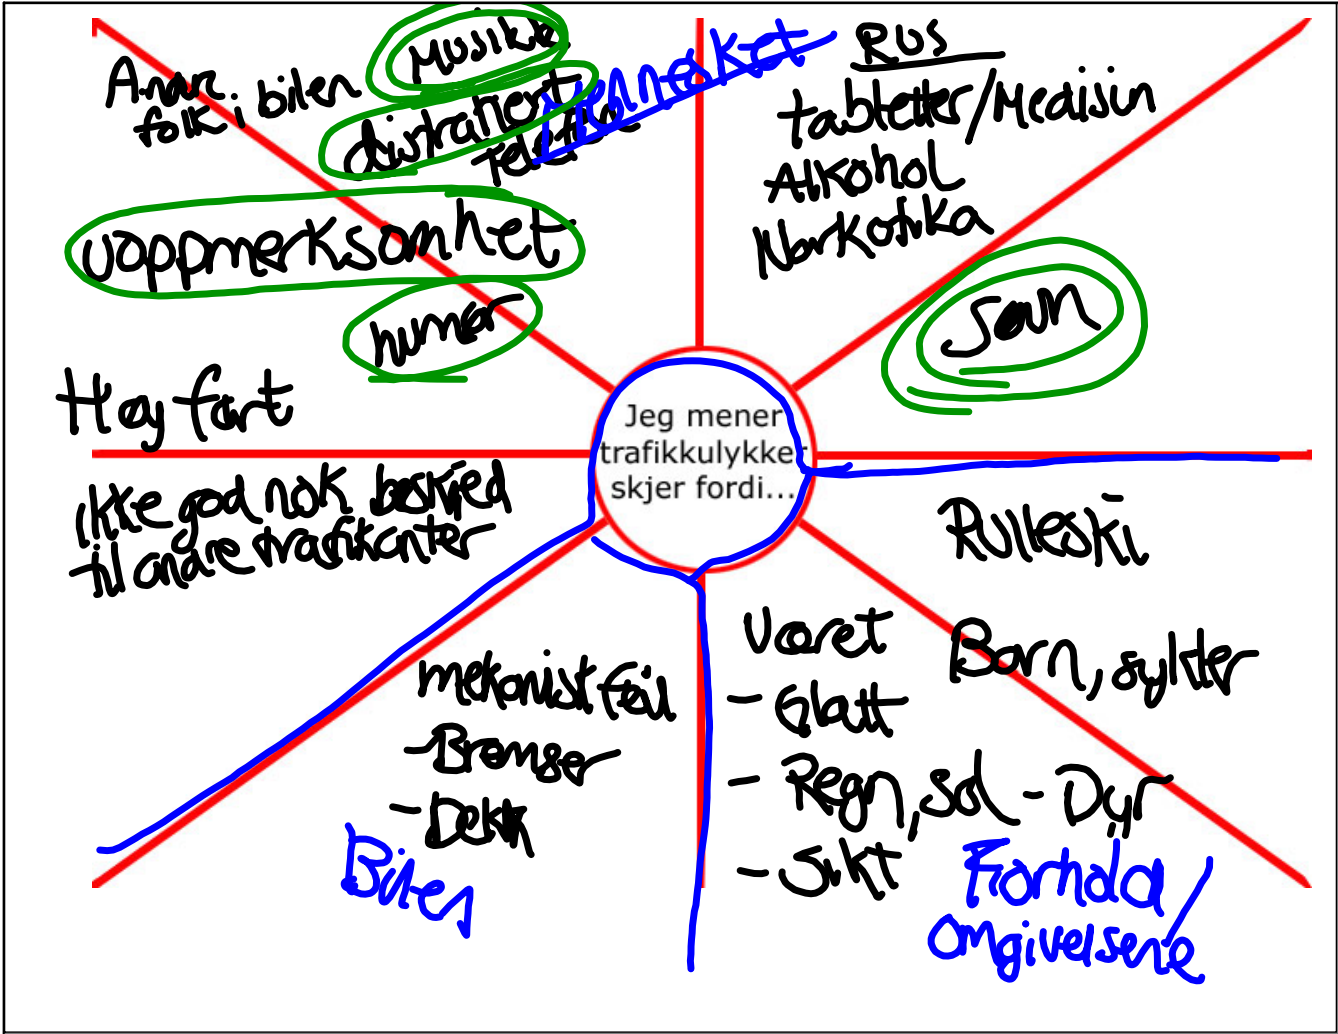 Musikk
folk i bilen
distrahert
Telefon
Mennesket
RUS
tabletter/Medisin
Alkohol
Narkotika
uoppmerksomhet
humør
Søvn
Høy fart
Jeg mener
trafikkulykker
skjer fordi...
ikke god nok beskjed
til andre trafikanter
Rulleski
Været
- Glatt
- Regn, sol - Dyr
- Sikt
Barn, sykler
mekanisk feil
- Bremser
- Dekk
Bilen
Forhold/
omgivelsene